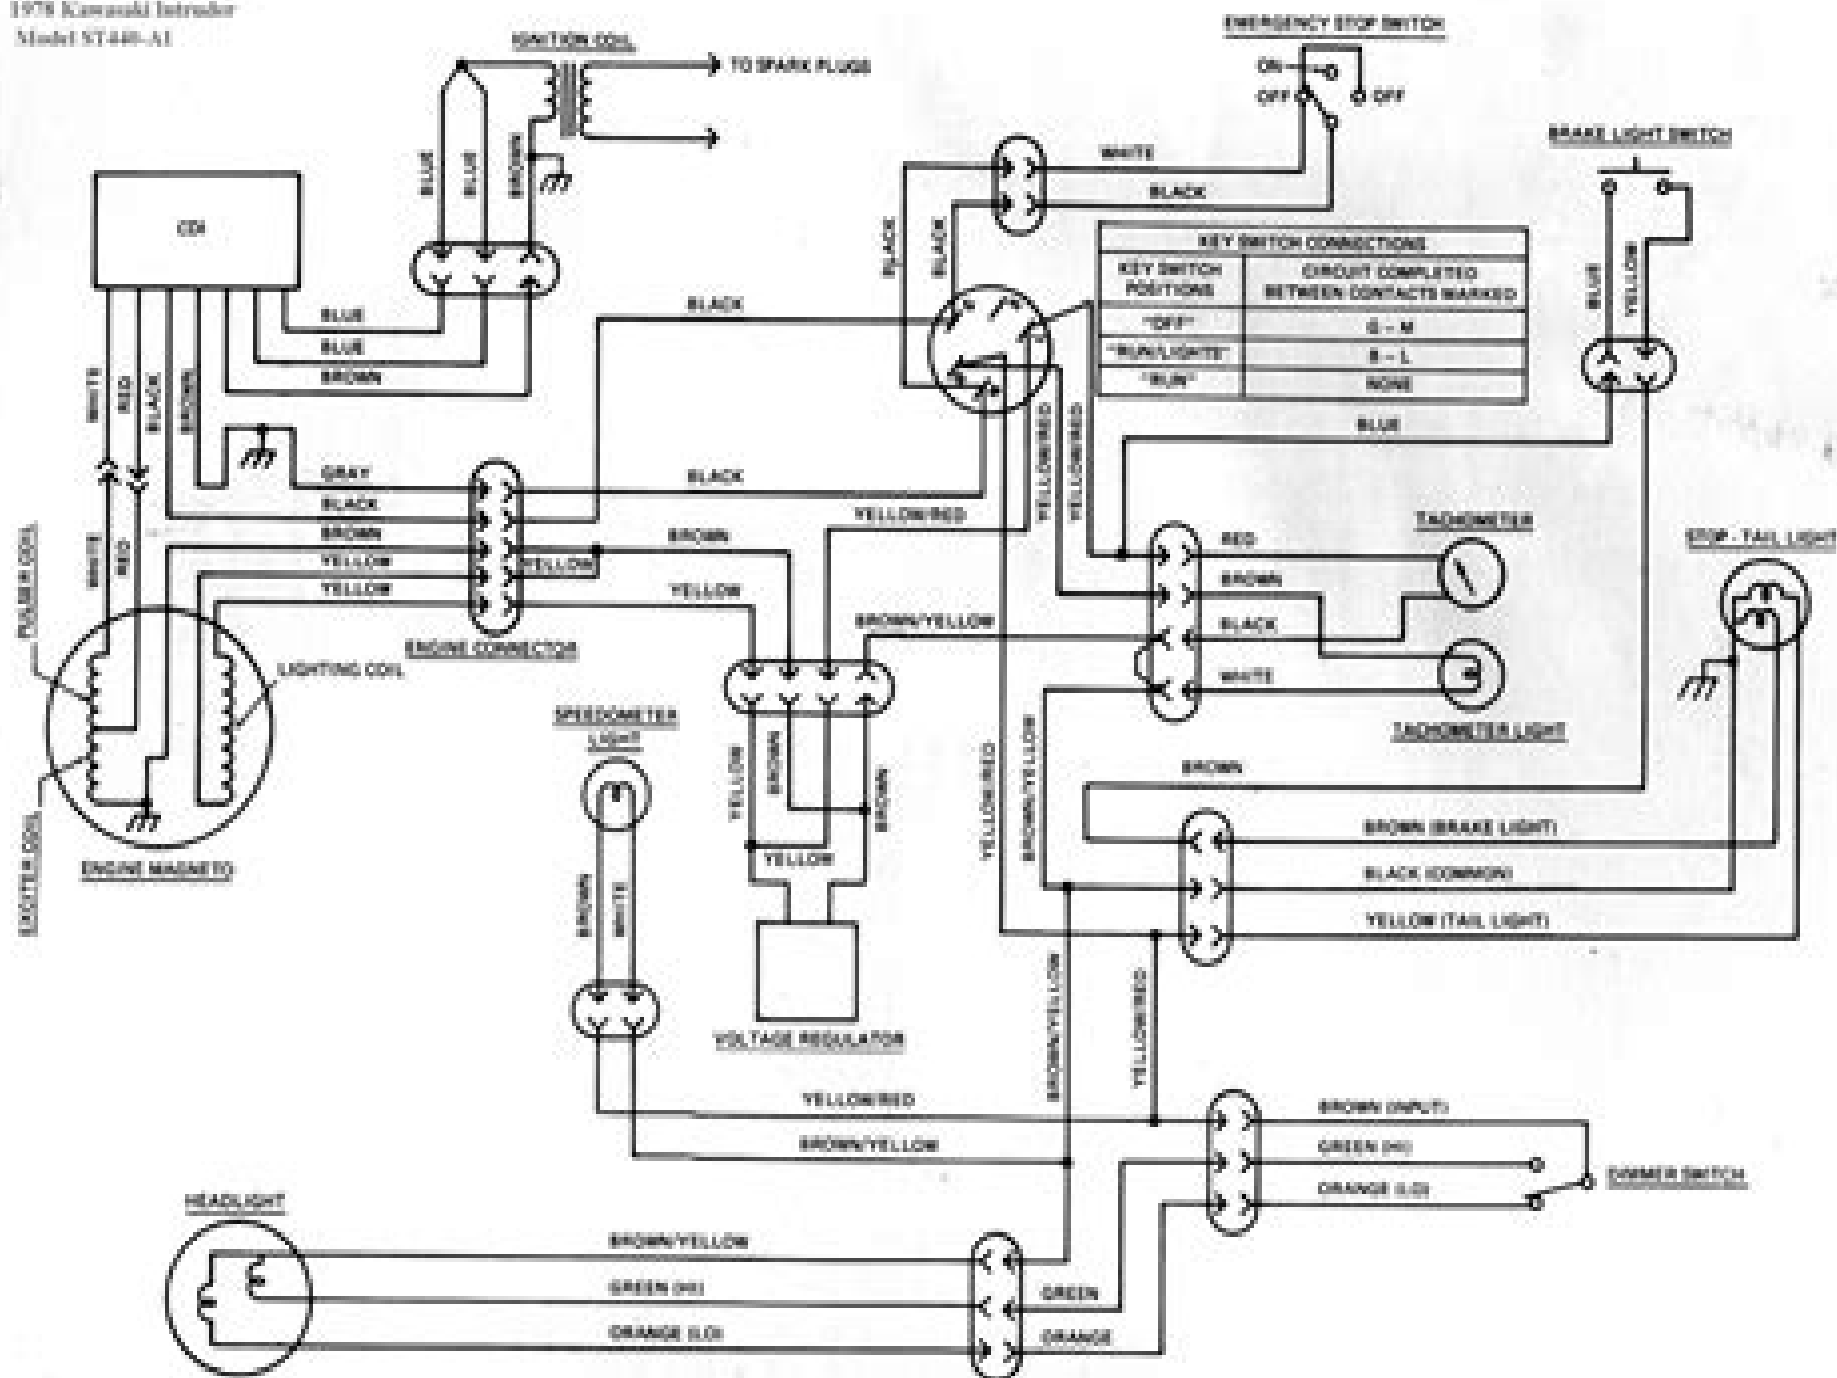 1978 Kawasaki Intruder
Model ST440-A1
IGNITION COIL
TO SPARK PLUGS
EMERGENCY STOP SWITCH
ON
OFF
OFF
BRAKE LIGHT SWITCH
BLUE
BLUE
BROWN
WHITE
BLACK
CDI
BLACK
BLACK
KEY SWITCH CONNECTIONS
KEY SWITCH POSITIONS
CIRCUIT COMPLETED BETWEEN CONTACTS MARKED
"OFF"
G - M
"RUN/LIGHTS"
B - L
"RUN"
NONE
BLUE
YELLOW
BLUE
BLUE
BROWN
BLACK
WHITE
RED
BLACK
BROWN
YELLOW/RED
YELLOW/RED
BLUE
GRAY
BLACK
BROWN
YELLOW
YELLOW
BLACK
YELLOW/RED
BROWN
YELLOW
YELLOW
WHITE
RED
PULSER COIL
ENGINE CONNECTOR
BROWN/YELLOW
RED
BROWN
BLACK
WHITE
TACHOMETER
STOP - TAIL LIGHT
LIGHTING COIL
SPEEDOMETER
LIGHT
TACHOMETER LIGHT
EXCITER COIL
ENGINE MAGNETO
YELLOW
BROWN
BROWN
YELLOW
YELLOW/RED
BROWN/YELLOW
BROWN
BROWN (BRAKE LIGHT)
BLACK (COMMON)
YELLOW (TAIL LIGHT)
BROWN
WHITE
VOLTAGE REGULATOR
BROWN/YELLOW
YELLOW/RED
YELLOW/RED
BROWN/YELLOW
BROWN (INPUT)
GREEN (HI)
ORANGE (LO)
DIMMER SWITCH
HEADLIGHT
BROWN/YELLOW
GREEN (HI)
ORANGE (LO)
GREEN
ORANGE